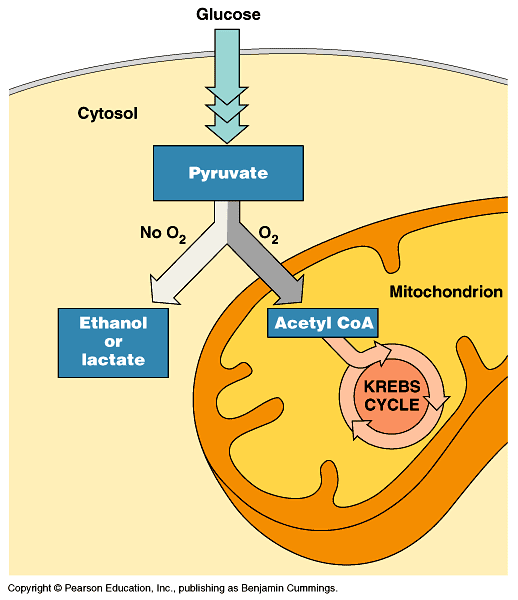 Glucose
Cytosol
Pyruvate
No O₂
O₂
Mitochondrion
Ethanol
or
lactate
Acetyl CoA
KREBS
CYCLE
Copyright © Pearson Education, Inc., publishing as Benjamin Cummings.